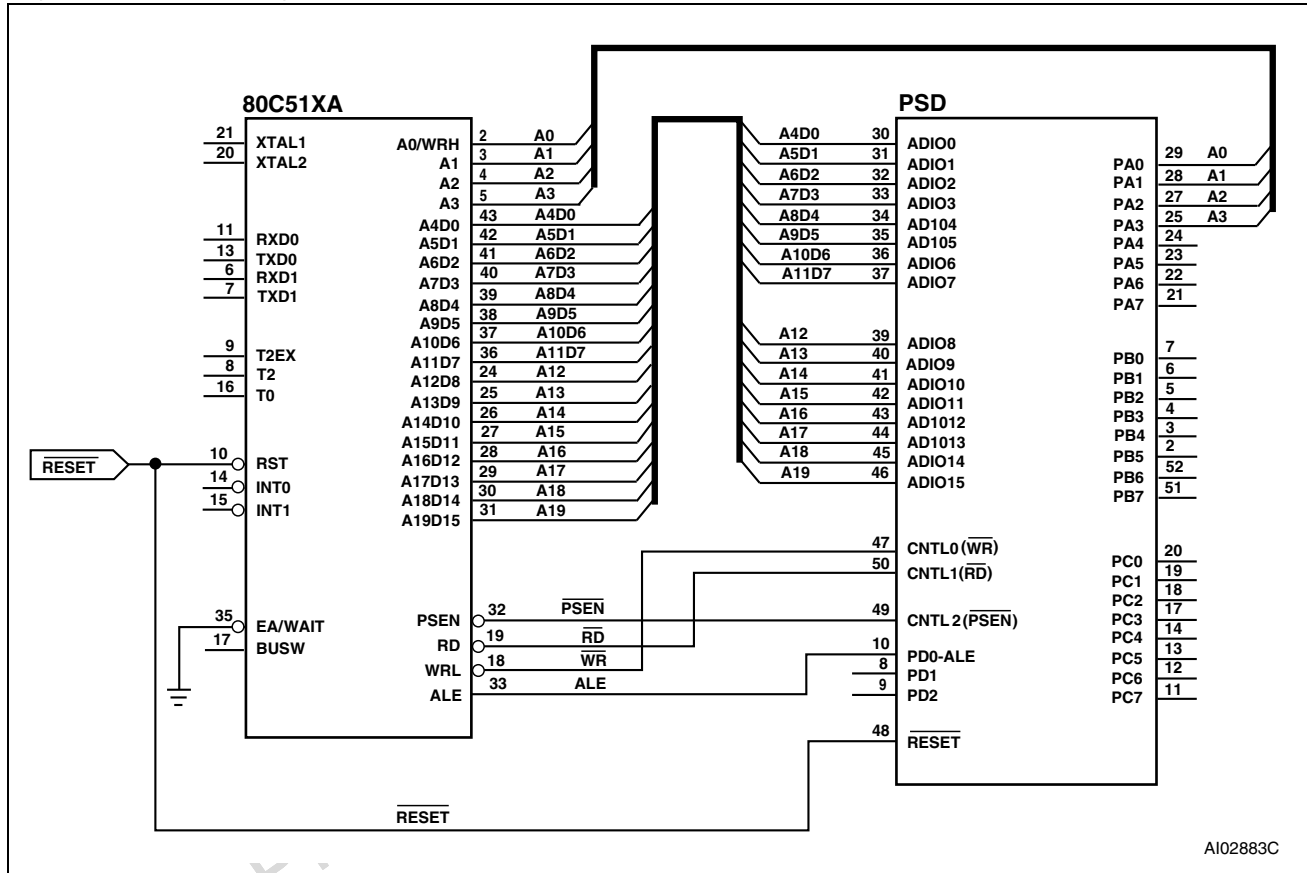 80C51XA
21 XTAL1
20 XTAL2
11 RXD0
13 TXD0
6 RXD1
7 TXD1
9 T2EX
8 T2
16 T0
RESET
10 RST
14 INT0
15 INT1
35 EA/WAIT
17 BUSW
A0/WRH 2 A0
A1 3 A1
A2 4 A2
A3 5 A3
A4D0 43 A4D0
A5D1 42 A5D1
A6D2 41 A6D2
A7D3 40 A7D3
A8D4 39 A8D4
A9D5 38 A9D5
A10D6 37 A10D6
A11D7 36 A11D7
A12D8 24 A12
A13D9 25 A13
A14D10 26 A14
A15D11 27 A15
A16D12 28 A16
A17D13 29 A17
A18D14 30 A18
A19D15 31 A19
PSEN 32 PSEN
RD 19 RD
WRL 18 WR
ALE 33 ALE
RESET
PSD
A4D0 30 ADIO0
A5D1 31 ADIO1
A6D2 32 ADIO2
A7D3 33 ADIO3
A8D4 34 AD104
A9D5 35 AD105
A10D6 36 ADIO6
A11D7 37 ADIO7
A12 39 ADIO8
A13 40 ADIO9
A14 41 ADIO10
A15 42 ADIO11
A16 43 AD1012
A17 44 AD1013
A18 45 ADIO14
A19 46 ADIO15
47 CNTL0(WR)
50 CNTL1(RD)
49 CNTL 2(PSEN)
10 PD0-ALE
8 PD1
9 PD2
48 RESET
PA0 29 A0
PA1 28 A1
PA2 27 A2
PA3 25 A3
PA4 24
PA5 23
PA6 22
PA7 21
PB0 7
PB1 6
PB2 5
PB3 4
PB4 3
PB5 2
PB6 52
PB7 51
PC0 20
PC1 19
PC2 18
PC3 17
PC4 14
PC5 13
PC6 12
PC7 11
AI02883C